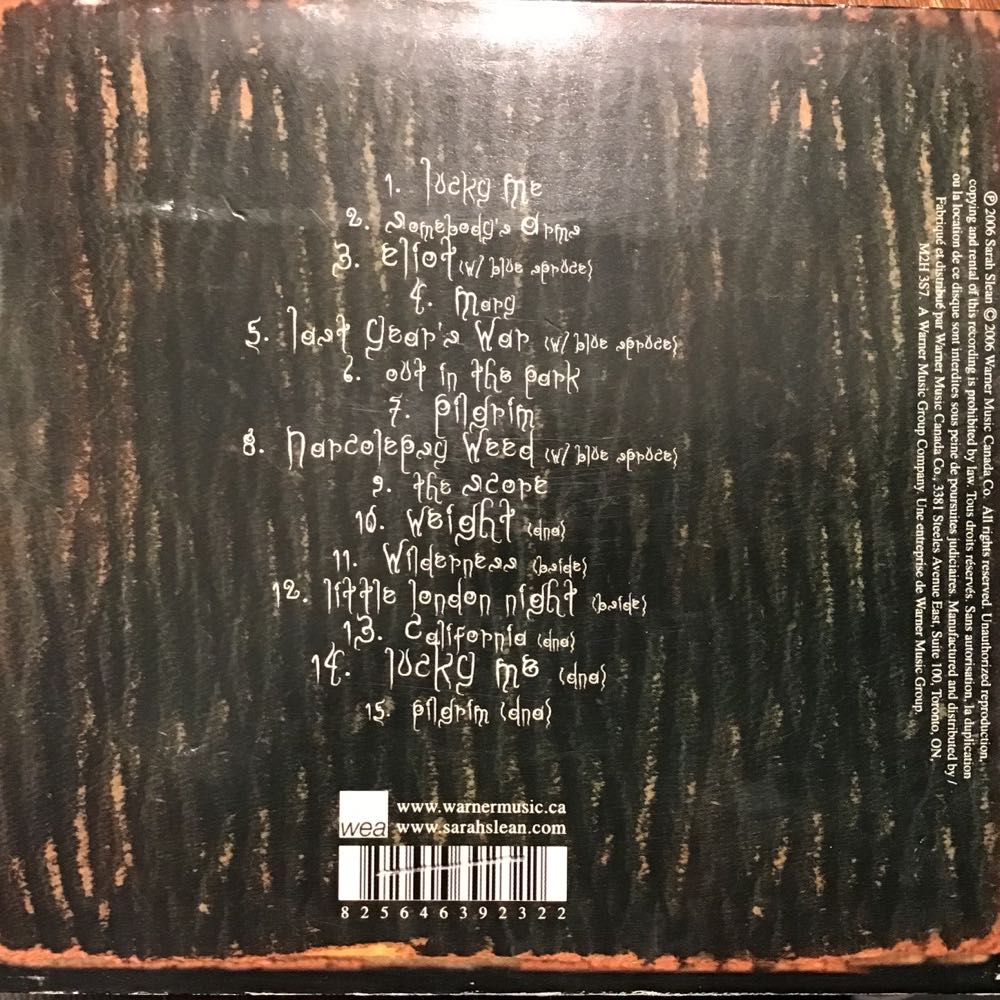 1. lucky me
2. somebody's arms
3. eliot (w/ blue spruce)
4. mary
5. last year's war (w/ blue spruce)
6. out in the park
7. pilgrim
8. narcolepsy weed (w/ blue spruce)
9. the score
10. weight (dna)
11. wilderness (bside)
12. little london night (bside)
13. California (dna)
14. lucky me (dna)
15. pilgrim (dna)
wea
www.warnermusic.ca
www.sarahslean.com
825646392322
℗ 2006 Sarah Slean © 2006 Warner Music Canada Co. All rights reserved. Unauthorized reproduction,
copying and rental of this recording is prohibited by law. Tous droits réservés. Sans autorisation, la duplication
ou la location de ce disque sont interdites sous peine de poursuites judiciaires. Manufactured and distributed by /
Fabriqué et distribué par Warner Music Canada Co., 3381 Steeles Avenue East, Suite 100, Toronto, ON,
M2H 3S7. A Warner Music Group Company. Une entreprise de Warner Music Group.